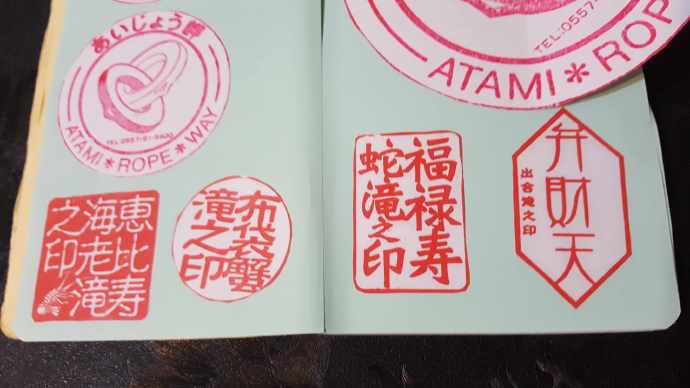 あいじょう岬
ATAMI＊ROPE＊WAY
恵比寿
海老滝
之印
布袋蟹
滝之印
TEL:0557-
ATAMI＊ROPE
福禄寿
蛇滝之印
弁財天
出合滝之印